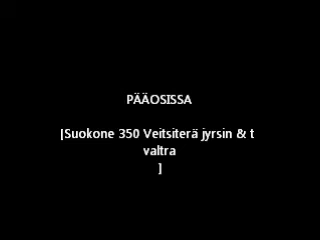 PÄÄOSISSA
[Suokone 350 Veitsiterä jyrsin & t
valtra
]